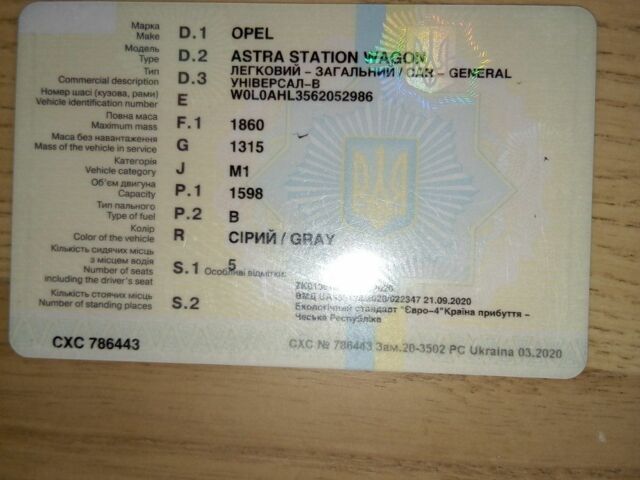 Марка
Make D.1 OPEL
Модель
Type D.2 ASTRA STATION WAGON
Тип
Commercial description D.3 ЛЕГКОВИЙ - ЗАГАЛЬНИЙ / CAR - GENERAL
УНІВЕРСАЛ-B
Номер шасі (кузова, рами)
Vehicle identification number E W0L0AHL3562052986
Повна маса
Maximum mass F.1 1860
Маса без навантаження
Mass of the vehicle in service G 1315
Категорія
Vehicle category J M1
Об'єм двигуна
Capacity P.1 1598
Тип пального
Type of fuel P.2 B
Колір
Color of the vehicle R СІРИЙ / GRAY
Кількість сидячих місць
з місцем водія
Number of seats
including the driver's seat S.1 5
Особливі відмітки:
Кількість стоячих місць
Number of standing places S.2
022347 21.09.2020
Екологічний стандарт "Євро-4"Країна прибуття -
Чеська Республіка
СХС 786443
СХС № 786443 Зам.20-3502 PC Ukraina 03.2020